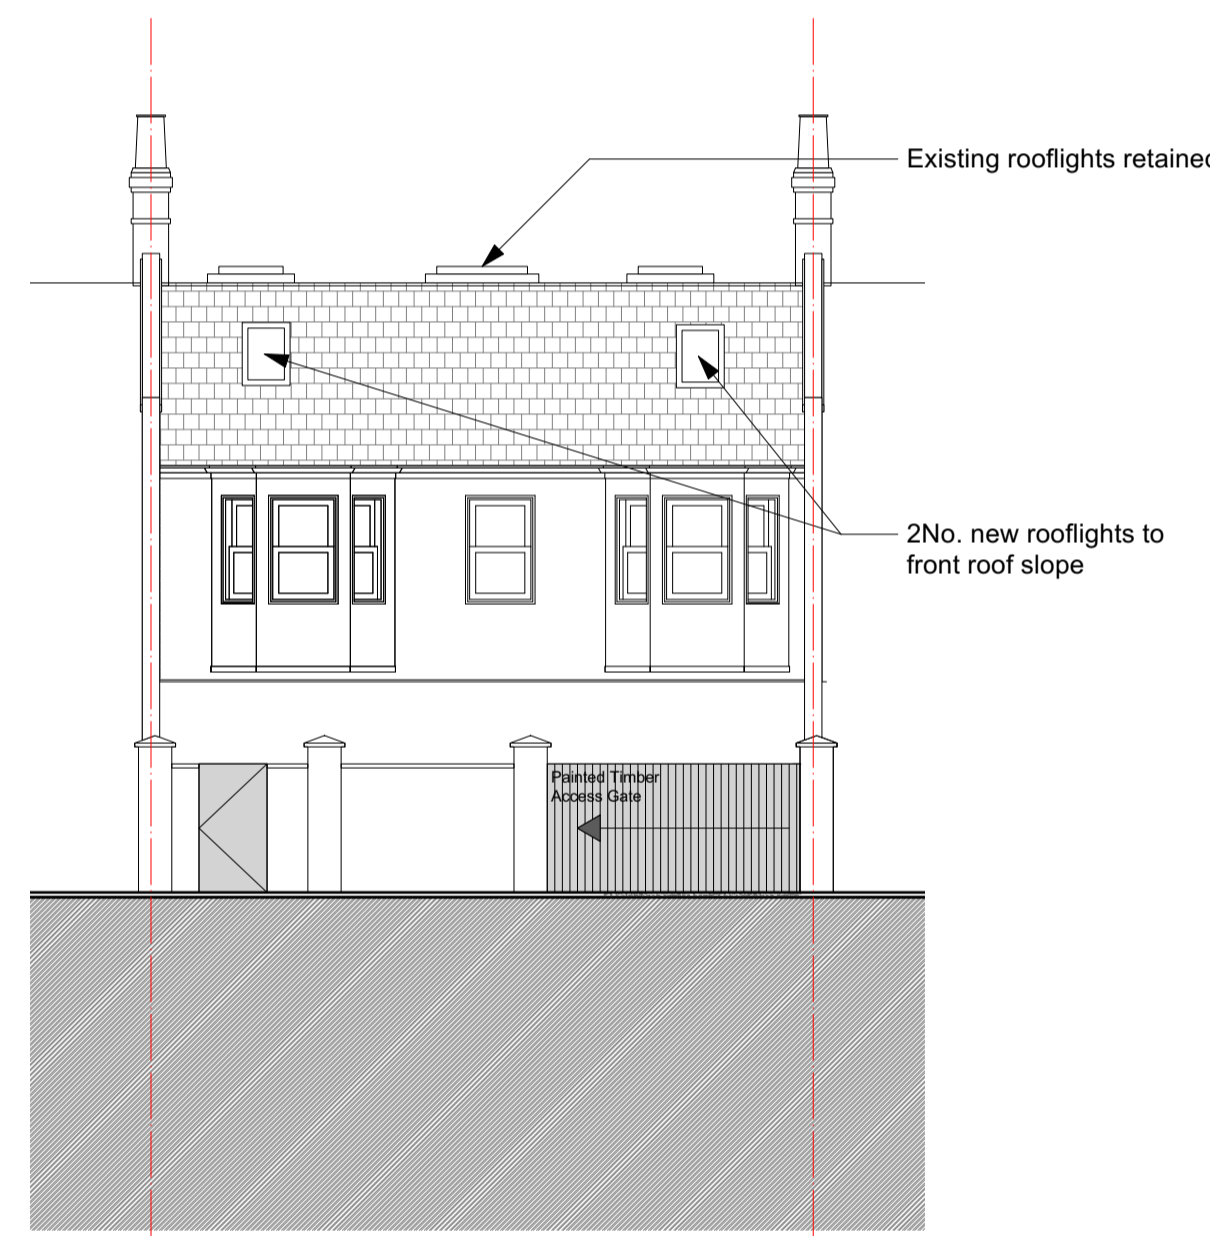 Existing rooflights retained
2No. new rooflights to
front roof slope
Painted Timber
Access Gate